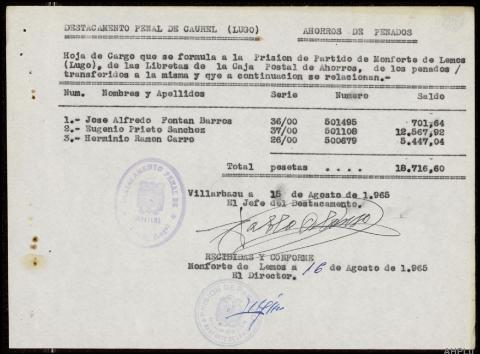 DESTACAMENTO PENAL DE CAUREL (LUGO) AHORROS DE PENADOS
Hoja de Cargo que se formula a la Prision de Partido de Monforte de Lemos
(Lugo), de las Libretas de la Caja Postal de Ahorros, de los penados /
transferidos a la misma y qye a continuacion se relacionan.-
Num. Nombres y Apellidos Serie Numero Saldo
1.- Jose Alfredo Fontan Barros 36/00 501495 701,64
2.- Eugenio Prieto Sanchez 37/00 501108 12.567,92
3.- Herminio Ramon Carro 26/00 500679 5.447,04
Total pesetas .... 18,716,60
Villarbacu a 15 de Agosto de 1.965
El Jefe del Destacamento.
RECIBIDAS Y CONFORME
Monforte de Lemos a 16 de Agosto de 1.965
El Director.
DESTACAMENTO PENAL DE